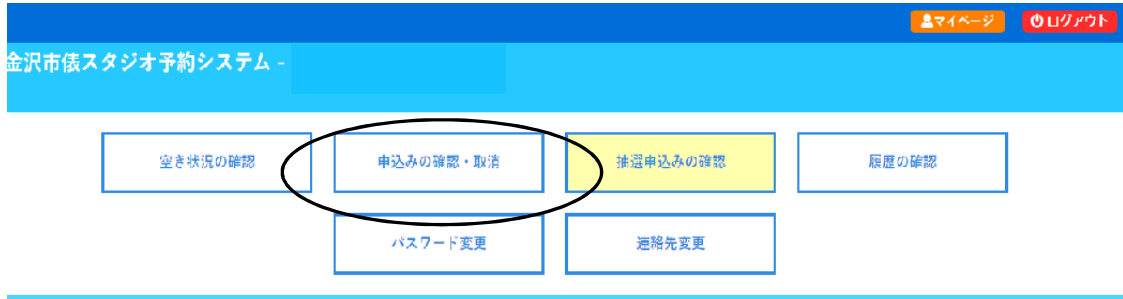 マイページ ログアウト
金沢市俵スタジオ予約システム -
空き状況の確認 申込みの確認・取消 抽選申込みの確認 履歴の確認
パスワード変更 連絡先変更